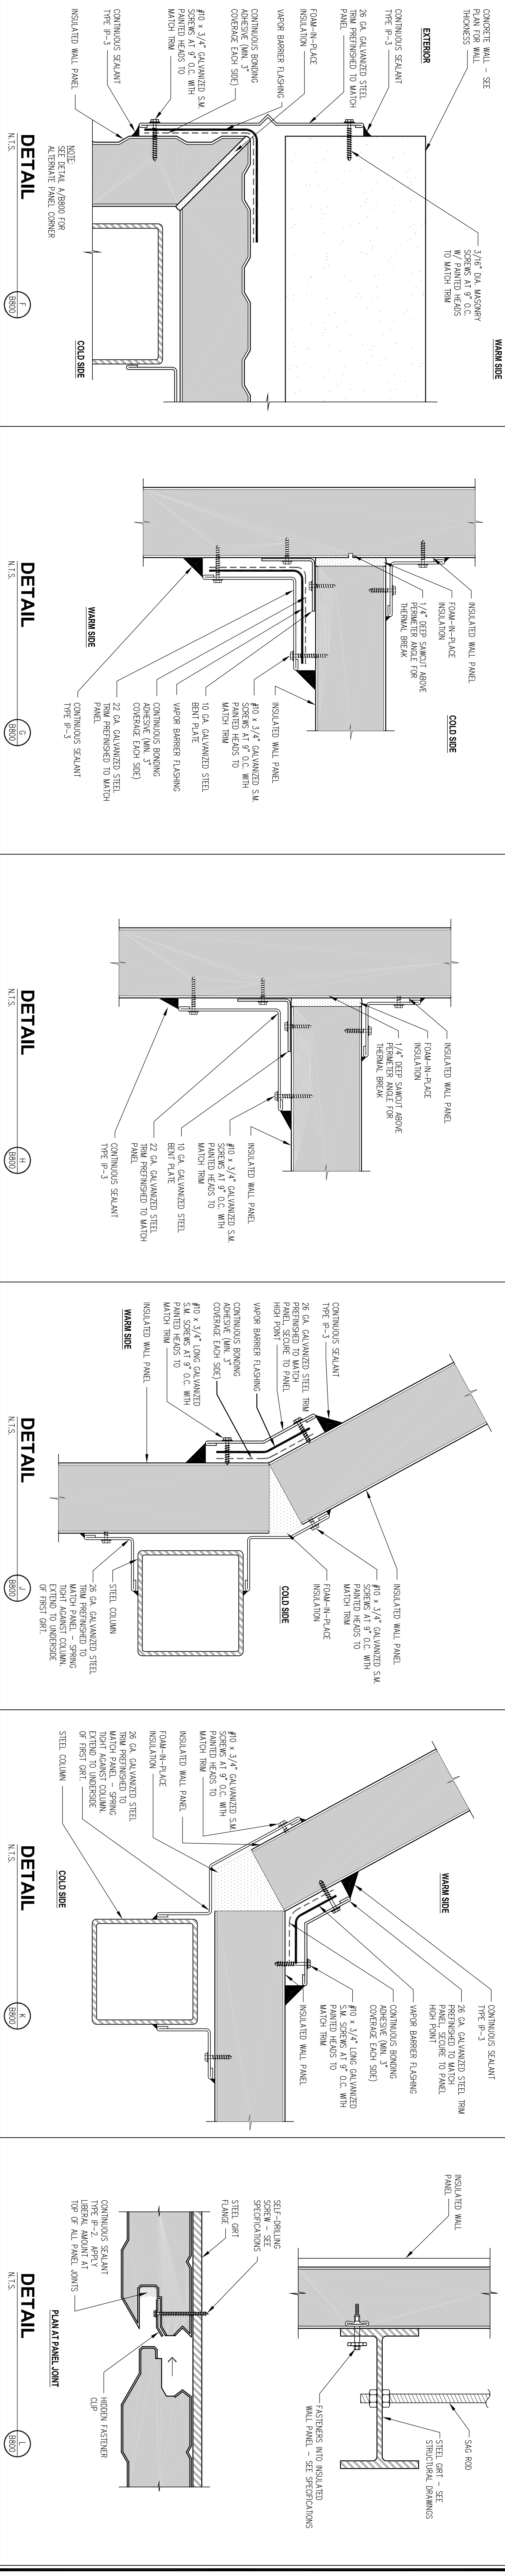 CONCRETE WALL - SEE
PLAN FOR WALL
THICKNESS
EXTERIOR
CONTINUOUS SEALANT
TYPE IP-3
26 GA. GALVANIZED STEEL
TRIM PREFINISHED TO MATCH
PANEL
FOAM-IN-PLACE
INSULATION
VAPOR BARRIER FLASHING
CONTINUOUS BONDING
ADHESIVE (MIN. 3"
COVERAGE EACH SIDE)
#10 x 3/4" GALVANIZED S.M.
SCREWS AT 9" O.C. WITH
PAINTED HEADS TO
MATCH TRIM
CONTINUOUS SEALANT
TYPE IP-3
INSULATED WALL PANEL
WARM SIDE
3/16" DIA. MASONRY
SCREWS AT 9" O.C.
W/ PAINTED HEADS
TO MATCH TRIM
COLD SIDE
NOTE:
SEE DETAIL A/B800 FOR
ALTERNATE PANEL CORNER
DETAIL
N.T.S.
F
B800
INSULATED WALL PANEL
FOAM-IN-PLACE
INSULATION
1/4" DEEP SAWCUT ABOVE
PERIMETER ANGLE FOR
THERMAL BREAK
COLD SIDE
INSULATED WALL PANEL
#10 x 3/4" GALVANIZED S.M.
SCREWS AT 9" O.C. WITH
PAINTED HEADS TO
MATCH TRIM
10 GA. GALVANIZED STEEL
BENT PLATE
VAPOR BARRIER FLASHING
CONTINUOUS BONDING
ADHESIVE (MIN. 3"
COVERAGE EACH SIDE)
22 GA. GALVANIZED STEEL
TRIM PREFINISHED TO MATCH
PANEL
CONTINUOUS SEALANT
TYPE IP-3
WARM SIDE
DETAIL
N.T.S.
G
B800
INSULATED WALL PANEL
FOAM-IN-PLACE
INSULATION
1/4" DEEP SAWCUT ABOVE
PERIMETER ANGLE FOR
THERMAL BREAK
INSULATED WALL PANEL
#10 x 3/4" GALVANIZED S.M.
SCREWS AT 9" O.C. WITH
PAINTED HEADS TO
MATCH TRIM
10 GA. GALVANIZED STEEL
BENT PLATE
22 GA. GALVANIZED STEEL
TRIM PREFINISHED TO MATCH
PANEL
CONTINUOUS SEALANT
TYPE IP-3
DETAIL
N.T.S.
H
B800
CONTINUOUS SEALANT
TYPE IP-3
26 GA. GALVANIZED STEEL TRIM
PREFINISHED TO MATCH
PANEL, SECURE TO PANEL
HIGH POINT
VAPOR BARRIER FLASHING
CONTINUOUS BONDING
ADHESIVE (MIN. 3"
COVERAGE EACH SIDE)
#10 x 3/4" LONG GALVANIZED
S.M. SCREWS AT 9" O.C. WITH
PAINTED HEADS TO
MATCH TRIM
INSULATED WALL PANEL
WARM SIDE
INSULATED WALL PANEL
#10 x 3/4" GALVANIZED S.M.
SCREWS AT 9" O.C. WITH
PAINTED HEADS TO
MATCH TRIM
FOAM-IN-PLACE
INSULATION
COLD SIDE
STEEL COLUMN
26 GA. GALVANIZED STEEL
TRIM PREFINISHED TO
MATCH PANEL - SPRING
TIGHT AGAINST COLUMN.
EXTEND TO UNDERSIDE
OF FIRST GIRT.
DETAIL
N.T.S.
J
B800
#10 x 3/4" GALVANIZED S.M.
SCREWS AT 9" O.C. WITH
PAINTED HEADS TO
MATCH TRIM
INSULATED WALL PANEL
FOAM-IN-PLACE
INSULATION
26 GA. GALVANIZED STEEL
TRIM PREFINISHED TO
MATCH PANEL - SPRING
TIGHT AGAINST COLUMN.
EXTEND TO UNDERSIDE
OF FIRST GIRT.
STEEL COLUMN
WARM SIDE
CONTINUOUS SEALANT
TYPE IP-3
26 GA. GALVANIZED STEEL TRIM
PREFINISHED TO MATCH
PANEL, SECURE TO PANEL
HIGH POINT
VAPOR BARRIER FLASHING
CONTINUOUS BONDING
ADHESIVE (MIN. 3"
COVERAGE EACH SIDE)
#10 x 3/4" LONG GALVANIZED
S.M. SCREWS AT 9" O.C. WITH
PAINTED HEADS TO
MATCH TRIM
INSULATED WALL PANEL
COLD SIDE
DETAIL
N.T.S.
K
B800
INSULATED WALL
PANEL
SAG ROD
STEEL GIRT - SEE
STRUCTURAL DRAWINGS
FASTENERS INTO INSULATED
WALL PANEL - SEE SPECIFICATIONS
SELF-DRILLING
SCREW - SEE
SPECIFICATIONS
STEEL GIRT
FLANGE
HIDDEN FASTENER
CLIP
CONTINUOUS SEALANT
TYPE IP-2. APPLY
LIBERAL AMOUNT AT
TOP OF ALL PANEL JOINTS
PLAN AT PANEL JOINT
DETAIL
N.T.S.
L
B800